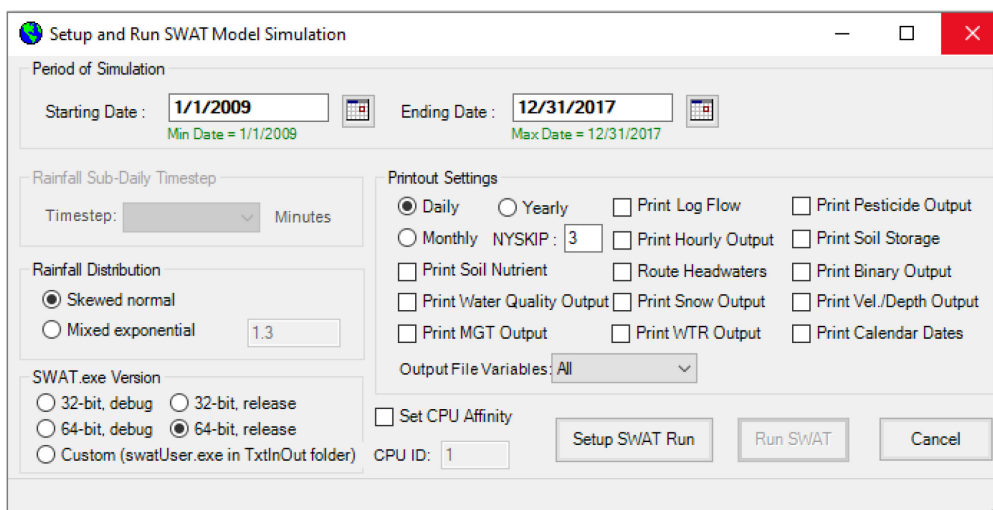 Setup and Run SWAT Model Simulation
Period of Simulation
Starting Date : 1/1/2009 Ending Date : 12/31/2017
Min Date = 1/1/2009 Max Date = 12/31/2017
Rainfall Sub-Daily Timestep
Timestep: Minutes
Rainfall Distribution
Skewed normal
Mixed exponential 1.3
SWAT.exe Version
32-bit, debug 32-bit, release
64-bit, debug 64-bit, release
Custom (swatUser.exe in TxtInOut folder)
Printout Settings
Daily Yearly Print Log Flow Print Pesticide Output
Monthly NYSKIP : 3 Print Hourly Output Print Soil Storage
Print Soil Nutrient Route Headwaters Print Binary Output
Print Water Quality Output Print Snow Output Print Vel./Depth Output
Print MGT Output Print WTR Output Print Calendar Dates
Output File Variables: All
Set CPU Affinity
CPU ID: 1
Setup SWAT Run Run SWAT Cancel